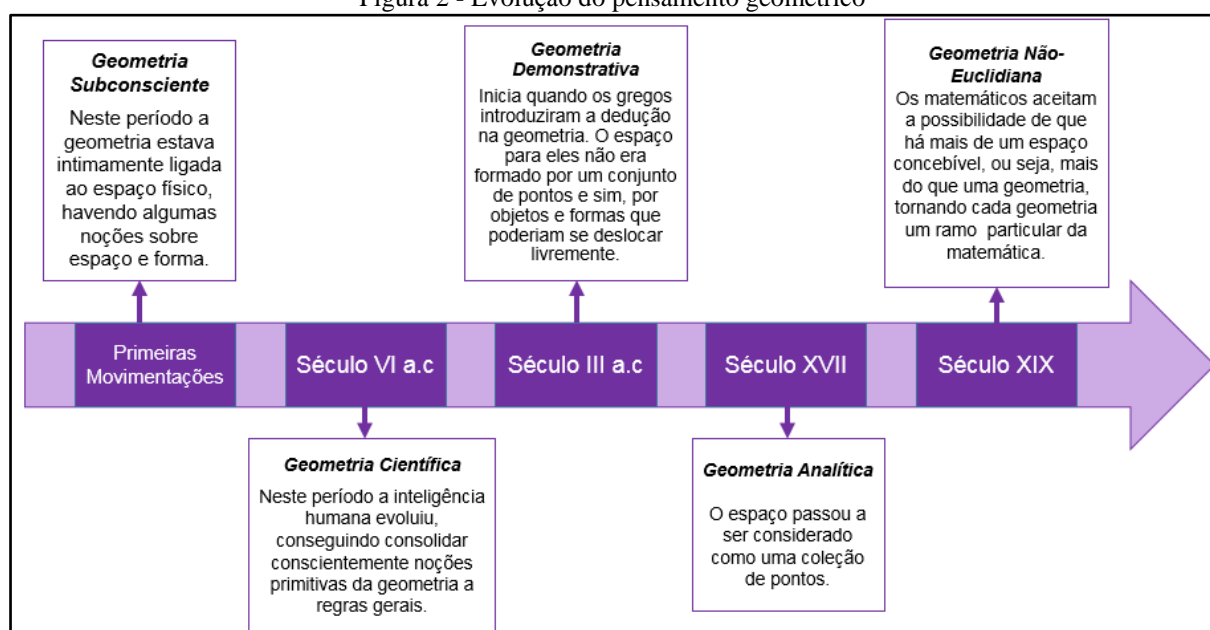 Figura 2 - Evolução do pensamento geométrico
Geometria
Subconsciente
Neste período a
geometria estava
intimamente ligada
ao espaço físico,
havendo algumas
noções sobre
espaço e forma.
Geometria
Demonstrativa
Inicia quando os gregos
introduziram a dedução
na geometria. O espaço
para eles não era
formado por um conjunto
de pontos e sim, por
objetos e formas que
poderiam se deslocar
livremente.
Geometria Não-
Euclidiana
Os matemáticos aceitam
a possibilidade de que
há mais de um espaço
concebível, ou seja, mais
do que uma geometria,
tornando cada geometria
um ramo particular da
matemática.
Primeiras
Movimentações
Século VI a.c
Século III a.c
Século XVII
Século XIX
Geometria Científica
Neste período a inteligência
humana evoluiu,
conseguindo consolidar
conscientemente noções
primitivas da geometria a
regras gerais.
Geometria Analítica
O espaço passou a
ser considerado
como uma coleção
de pontos.